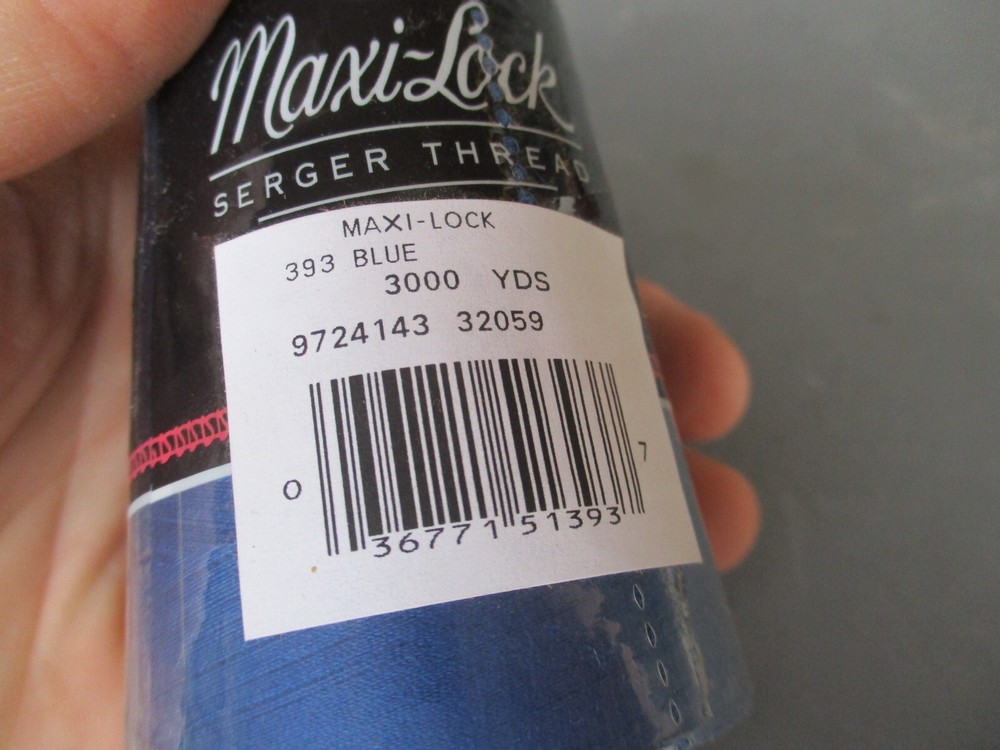 Maxi-Lock
SERGER THREAD
MAXI-LOCK
393 BLUE
3000 YDS
9724143 32059
0 36771 51393 7